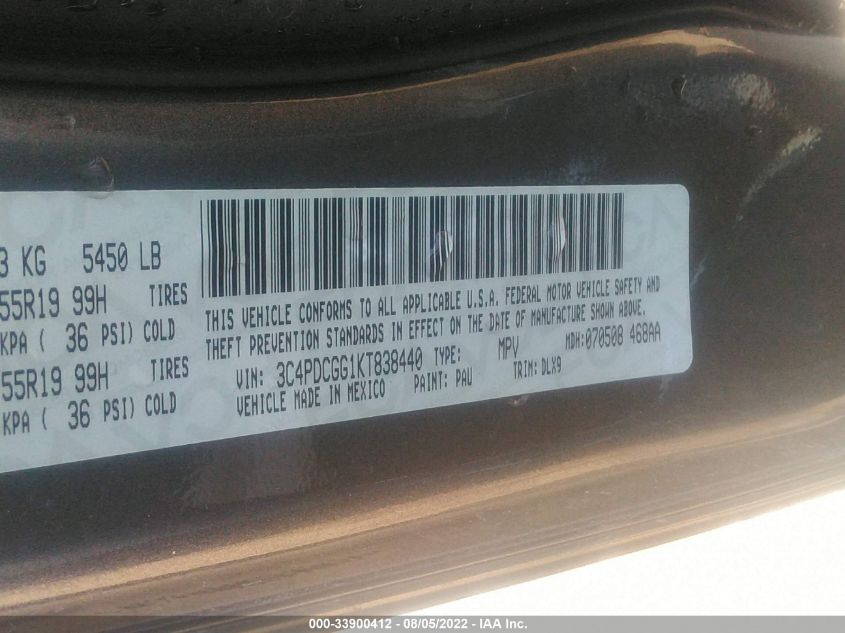 3 KG 5450 LB
55R19 99H TIRES
KPA ( 36 PSI) COLD
55R19 99H TIRES
KPA ( 36 PSI) COLD
THIS VEHICLE CONFORMS TO ALL APPLICABLE U.S.A. FEDERAL MOTOR VEHICLE SAFETY AND
THEFT PREVENTION STANDARDS IN EFFECT ON THE DATE OF MANUFACTURE SHOWN ABOVE.
VIN: 3C4PDCGG1KT838440 TYPE: MPV MDH: 070508 468AA
VEHICLE MADE IN MEXICO PAINT: PAU TRIM: DLX9
000-33900412 - 08/05/2022 - IAA Inc.